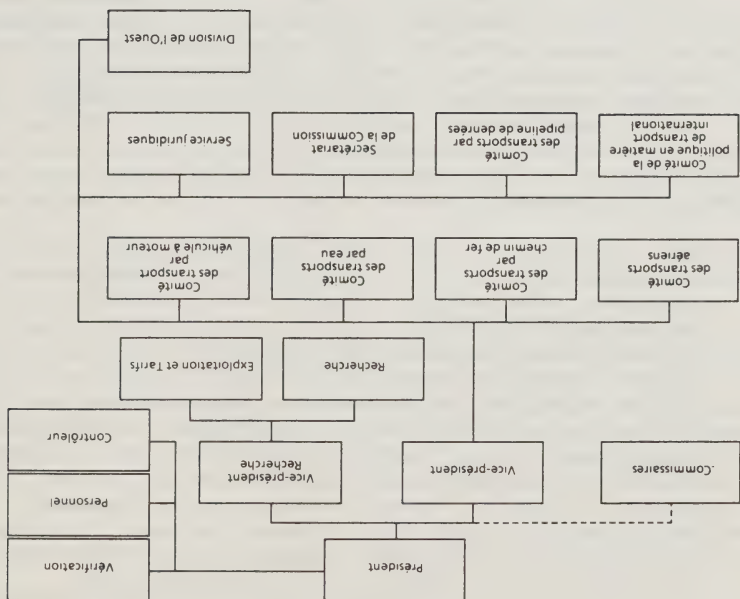 Président
Vérification
Personnel
.Commissaires
Vice-président
Vice-président
Recherche
Contrôleur
Recherche
Exploitation et Tarifs
Comité
des transports
aériens
Comité
des transports
par
chemin de fer
Comité
des transports
par eau
Comité
des transport
par
véhicule à moteur
Comité de la
politique en matière
de transport
international
Comité
des transports par
pipeline de denrées
Secrétariat
de la Commission
Service juridiques
Division de l'Ouest